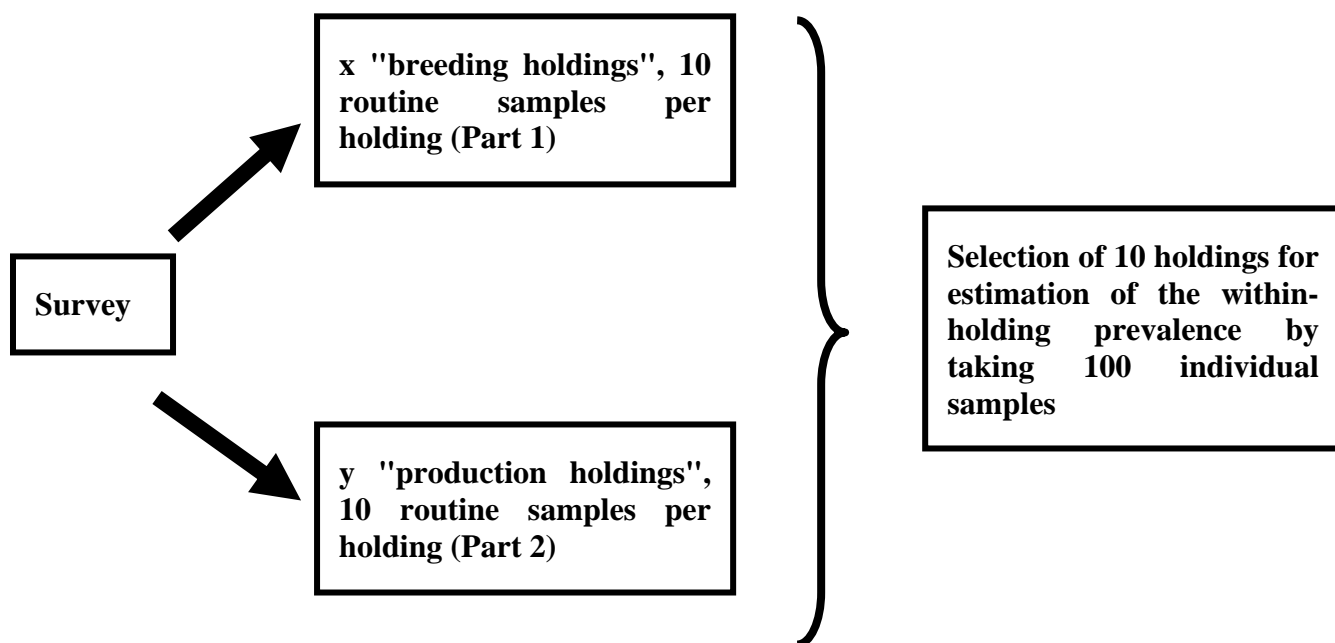 x "breeding holdings", 10
routine samples per
holding (Part 1)
Survey
y "production holdings",
10 routine samples per
holding (Part 2)
Selection of 10 holdings for
estimation of the within-
holding prevalence by
taking 100 individual
samples